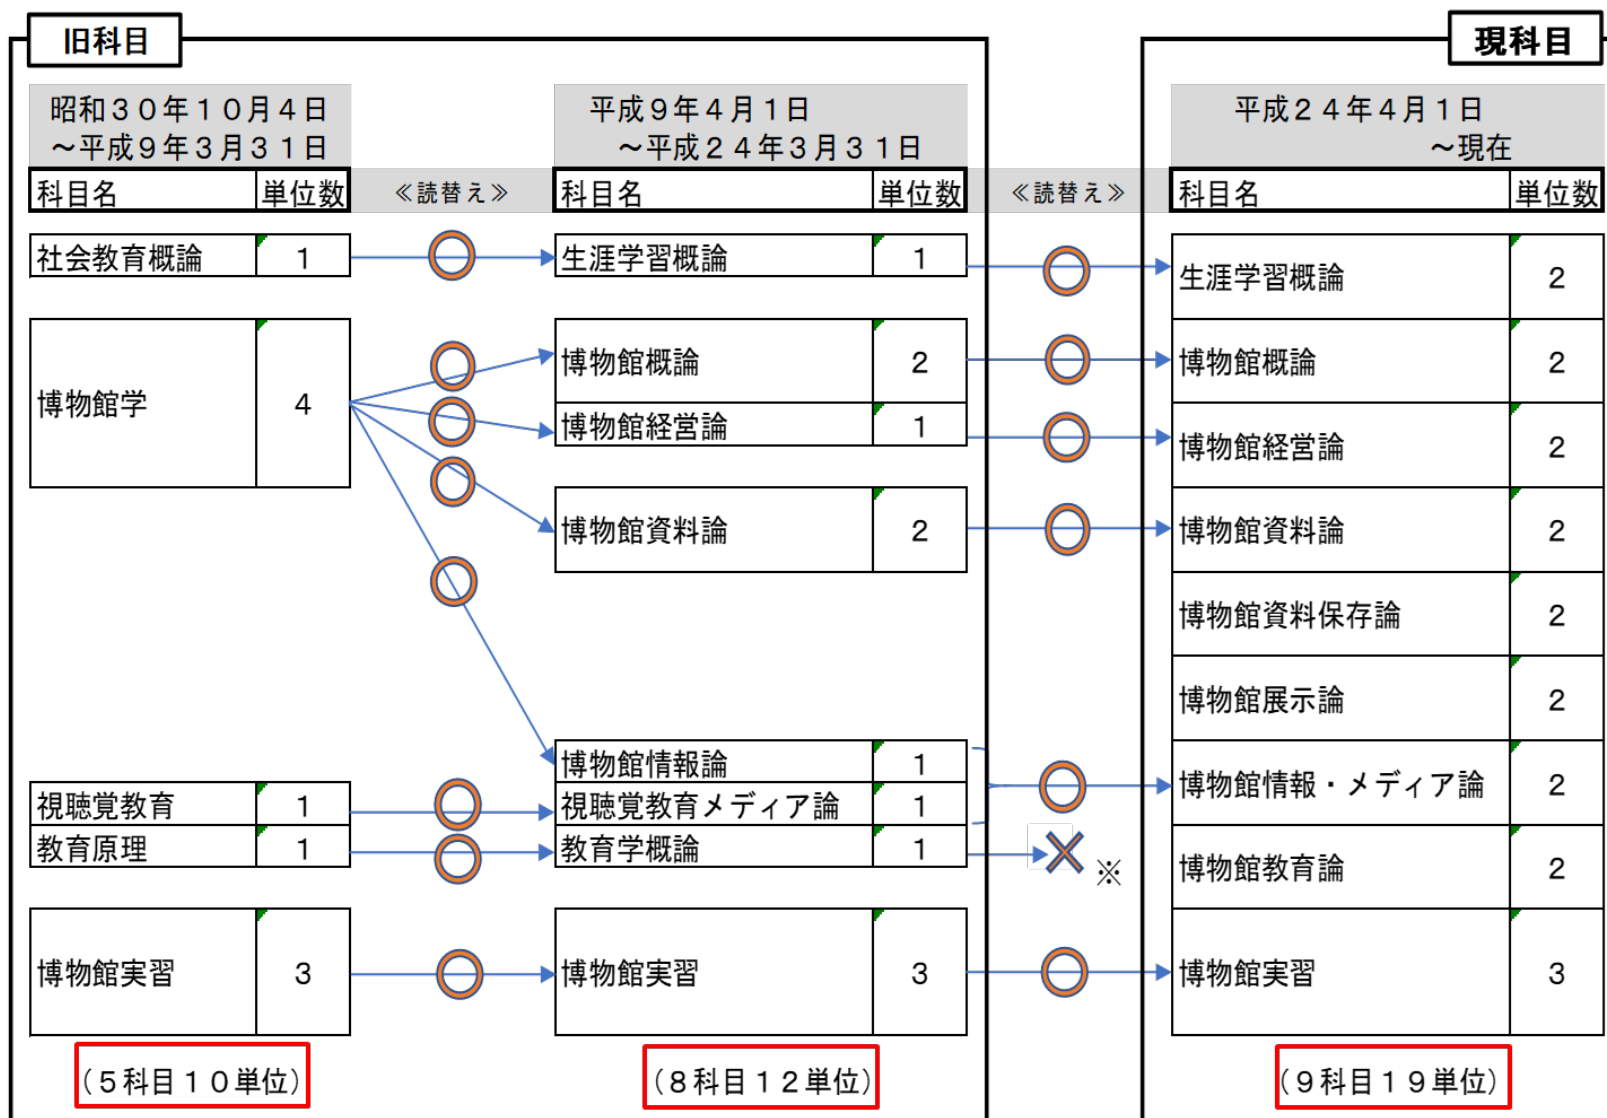 旧科目
現科目
昭和３０年１０月４日
～平成９年３月３１日
平成９年４月１日
～平成２４年３月３１日
平成２４年４月１日
～現在
科目名 単位数 ≪読替え≫ 科目名 単位数 ≪読替え≫ 科目名 単位数
社会教育概論 1 生涯学習概論 1 生涯学習概論 2
博物館学 4 博物館概論 2 博物館概論 2
博物館経営論 1 博物館経営論 2
博物館資料論 2 博物館資料論 2
博物館資料保存論 2
博物館展示論 2
博物館情報論 1 博物館情報・メディア論 2
視聴覚教育 1 視聴覚教育メディア論 1
教育原理 1 教育学概論 1 ※ 博物館教育論 2
博物館実習 3 博物館実習 3 博物館実習 3
（５科目１０単位） （８科目１２単位） （９科目１９単位）